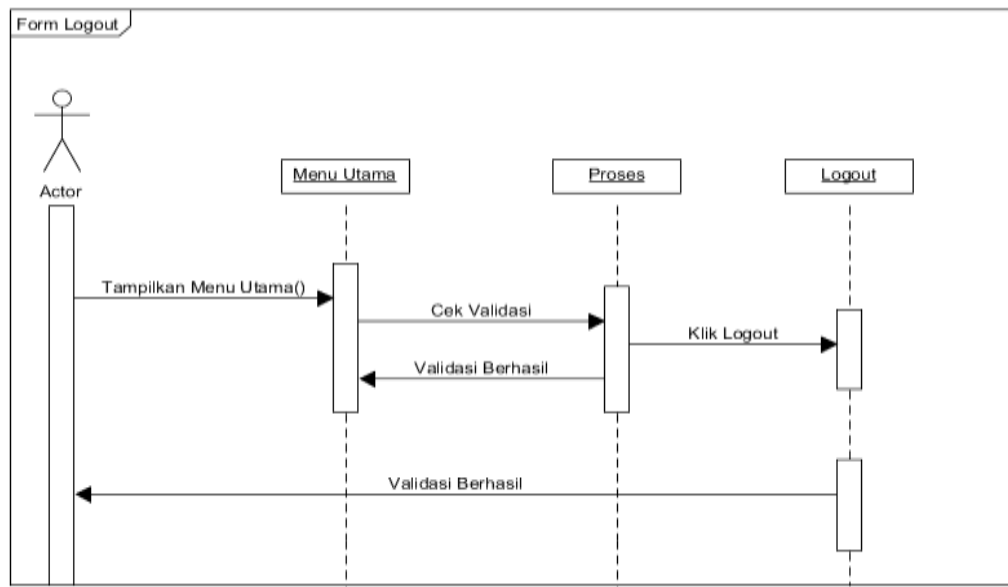 Form Logout
Actor
Menu Utama
Proses
Logout
Tampilkan Menu Utama()
Cek Validasi
Klik Logout
Validasi Berhasil
Validasi Berhasil